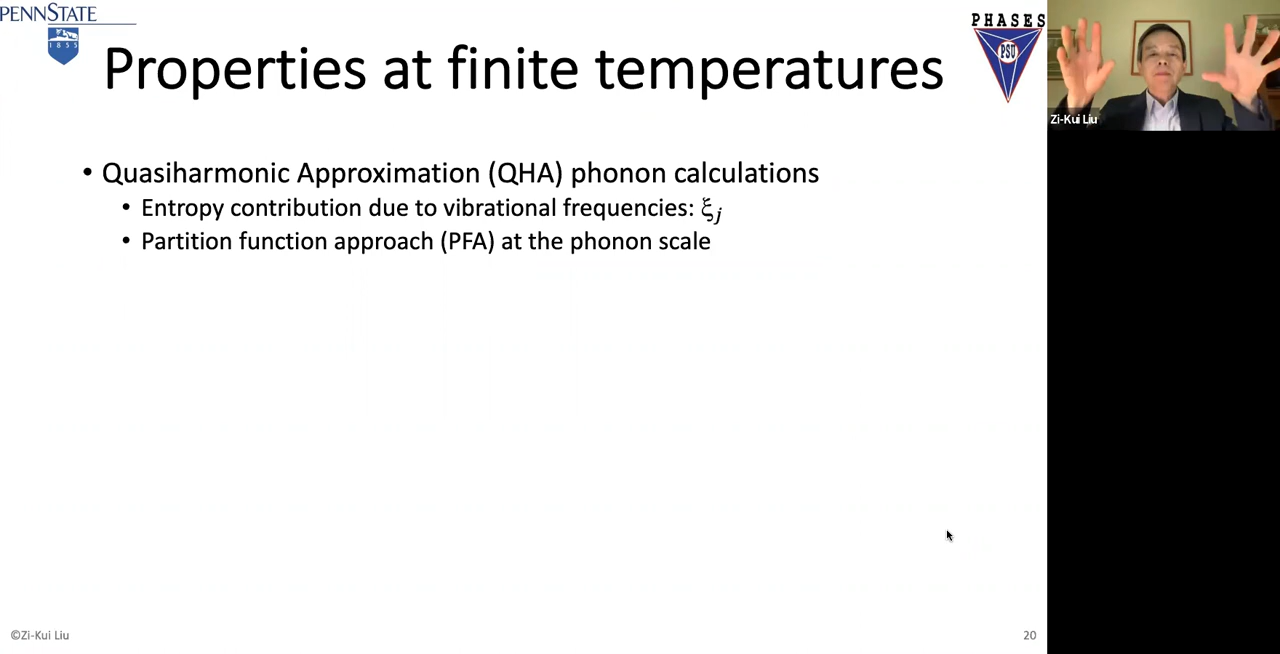 PENNSTATE
1855
Properties at finite temperatures
PHASES
PSU
Zi-Kui Liu
• Quasiharmonic Approximation (QHA) phonon calculations
• Entropy contribution due to vibrational frequencies: ξⱼ
• Partition function approach (PFA) at the phonon scale
©Zi-Kui Liu
20